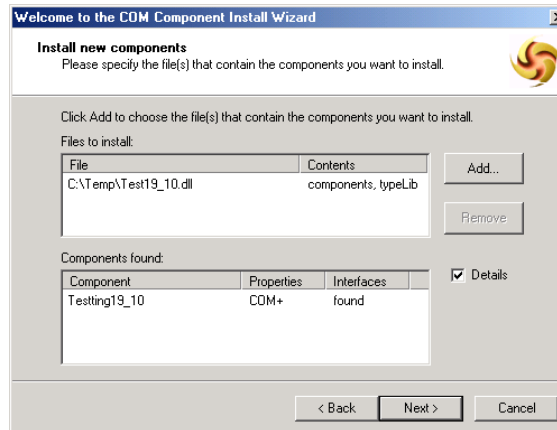 Welcome to the COM Component Install Wizard
Install new components
Please specify the file(s) that contain the components you want to install.
Click Add to choose the file(s) that contain the components you want to install.
Files to install:
File Contents
C:\Temp\Test19_10.dll components, typeLib
Add...
Remove
Components found:
Component Properties Interfaces
Testting19_10 COM+ found
Details
< Back Next > Cancel